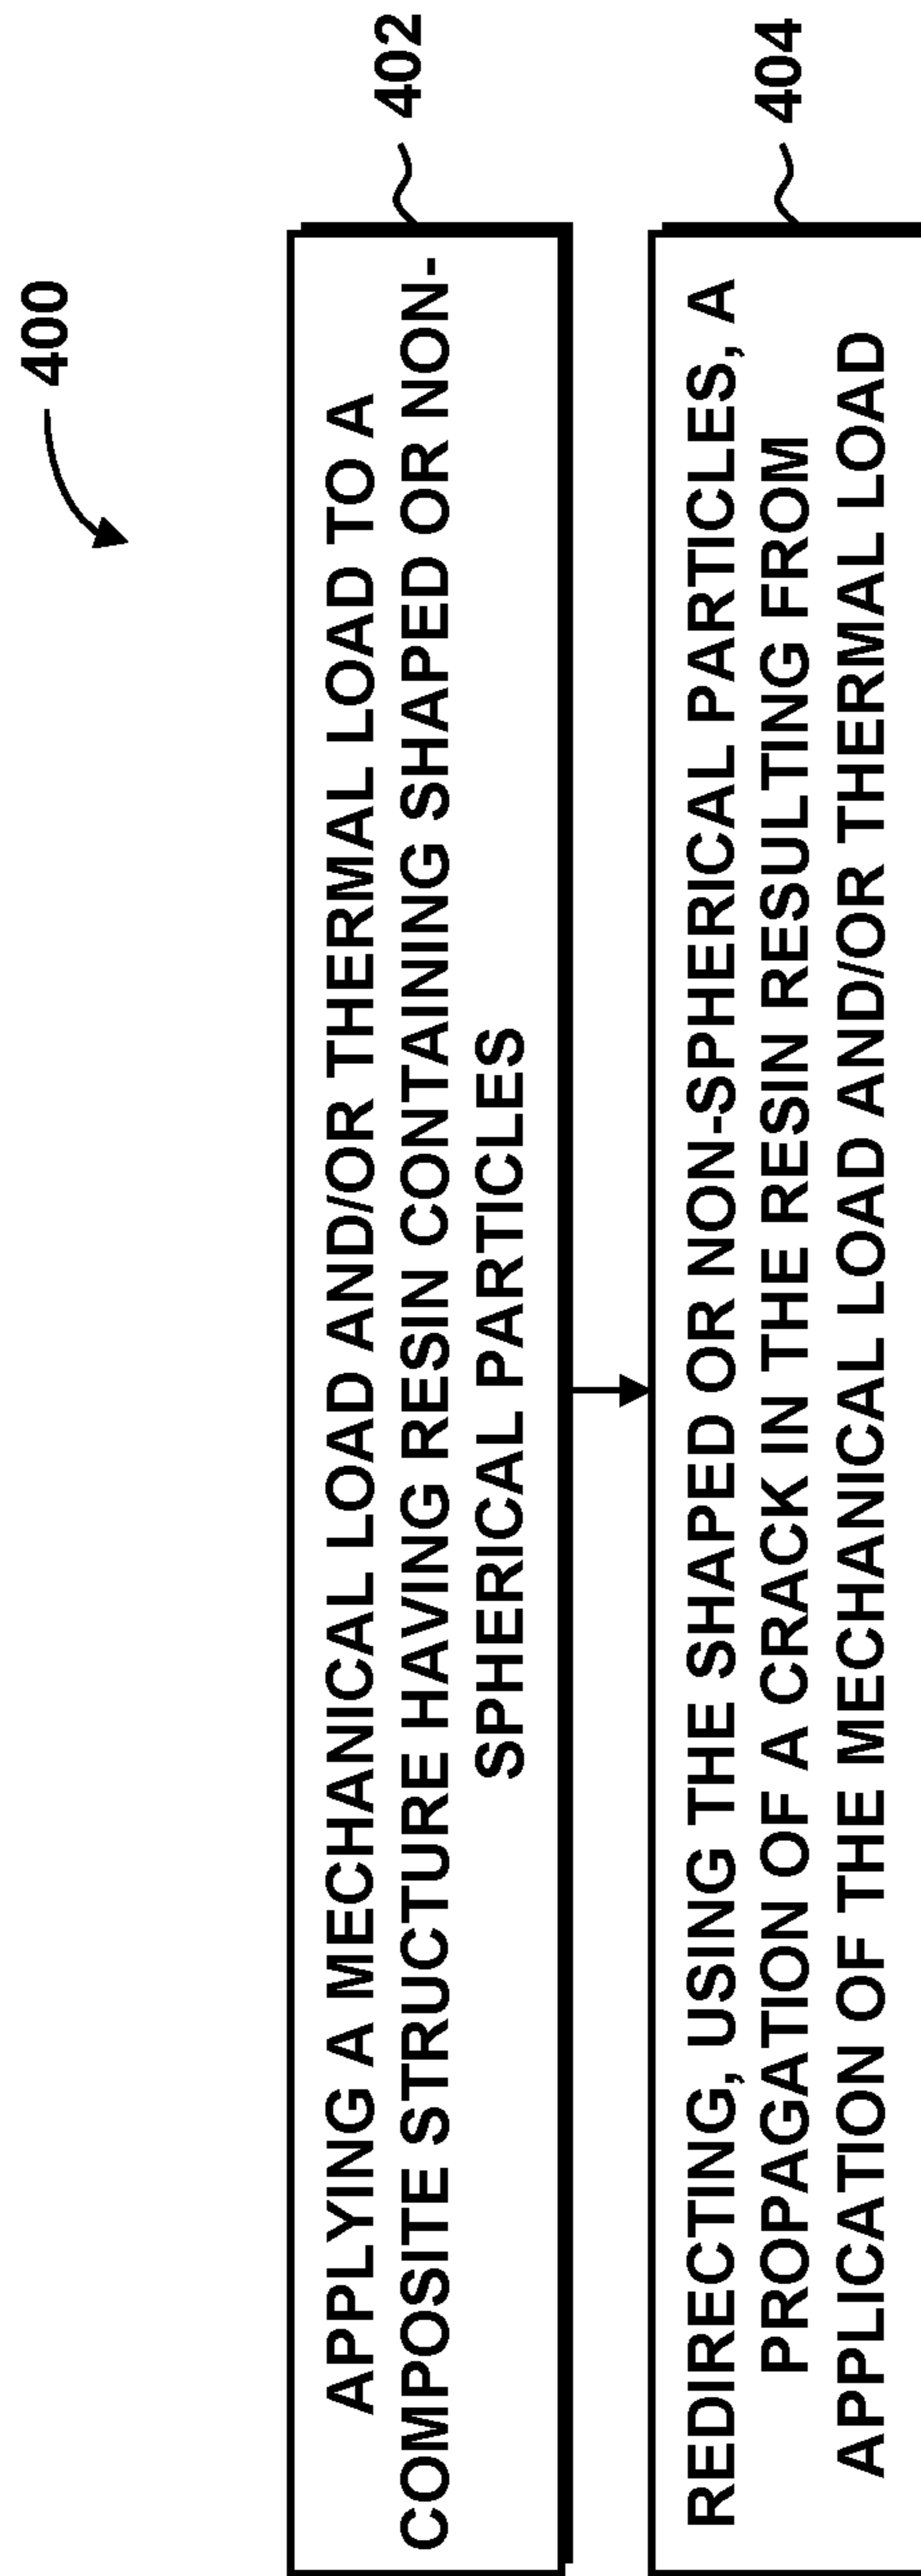 400
APPLYING A MECHANICAL LOAD AND/OR THERMAL LOAD TO A
COMPOSITE STRUCTURE HAVING RESIN CONTAINING SHAPED OR NON-
SPHERICAL PARTICLES
402
REDIRECTING, USING THE SHAPED OR NON-SPHERICAL PARTICLES, A
PROPAGATION OF A CRACK IN THE RESIN RESULTING FROM
APPLICATION OF THE MECHANICAL LOAD AND/OR THERMAL LOAD
404